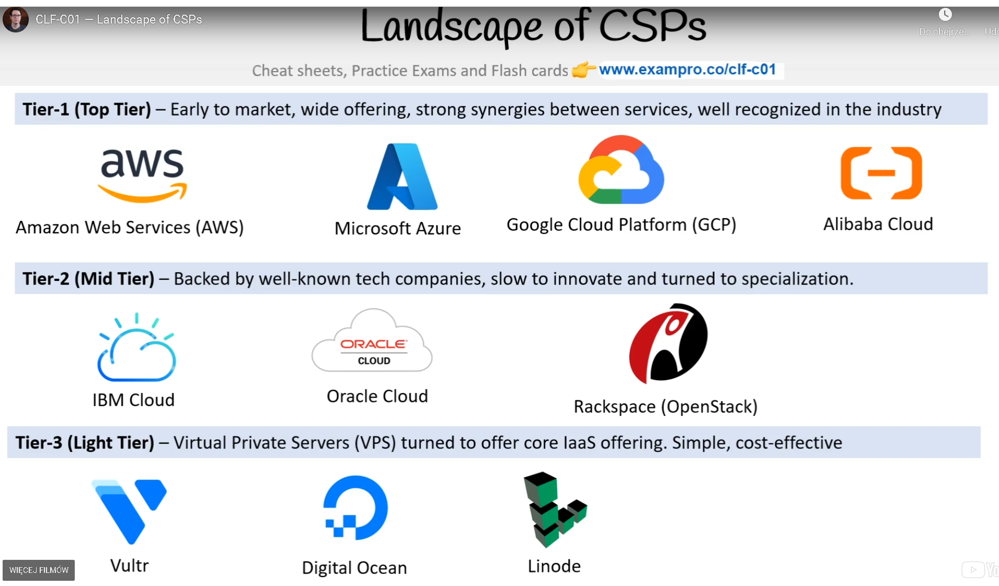 CLF-C01 — Landscape of CSPs
Landscape of CSPs
Do obejrze...
Cheat sheets, Practice Exams and Flash cards 👉 www.exampro.co/clf-c01
Tier-1 (Top Tier) – Early to market, wide offering, strong synergies between services, well recognized in the industry
aws
Amazon Web Services (AWS)
Microsoft Azure
Google Cloud Platform (GCP)
Alibaba Cloud
Tier-2 (Mid Tier) – Backed by well-known tech companies, slow to innovate and turned to specialization.
ORACLE
CLOUD
IBM Cloud
Oracle Cloud
Rackspace (OpenStack)
Tier-3 (Light Tier) – Virtual Private Servers (VPS) turned to offer core IaaS offering. Simple, cost-effective
Vultr
Digital Ocean
Linode
WIĘCEJ FILMÓW